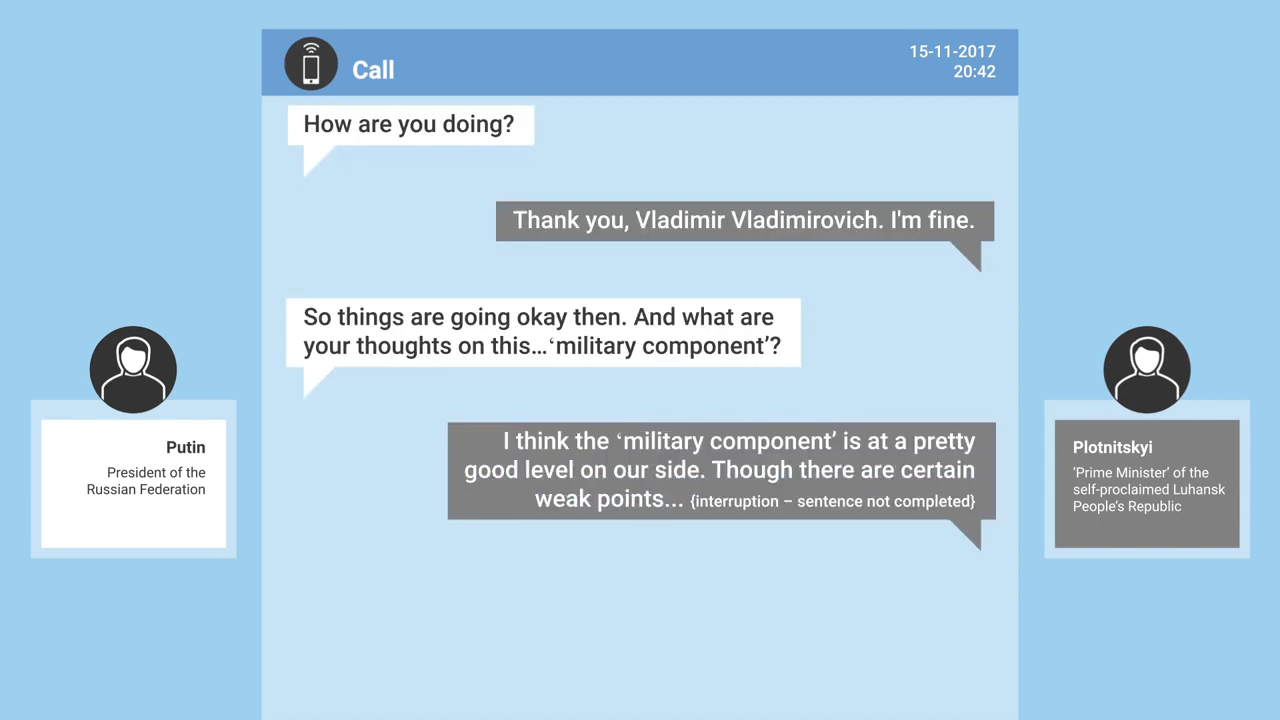 Call
15-11-2017
20:42
How are you doing?
Thank you, Vladimir Vladimirovich. I'm fine.
So things are going okay then. And what are
your thoughts on this...‘military component’?
I think the ‘military component’ is at a pretty
good level on our side. Though there are certain
weak points... {interruption – sentence not completed}
Putin
President of the
Russian Federation
Plotnitskyi
‘Prime Minister’ of the
self-proclaimed Luhansk
People’s Republic